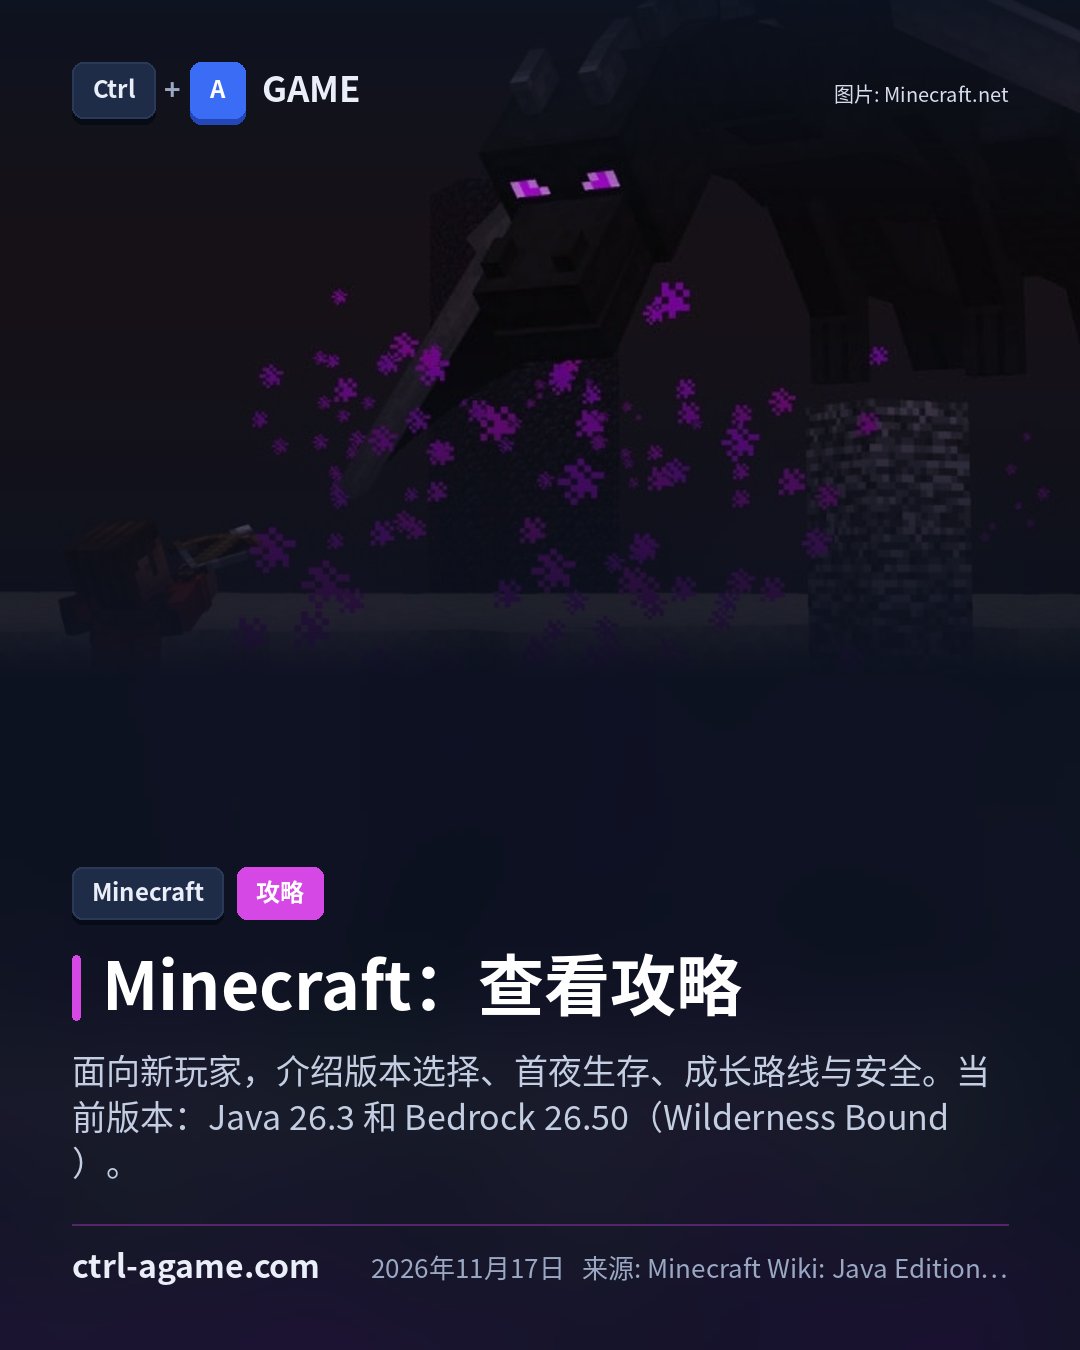 Ctrl + A GAME
图片: Minecraft.net
Minecraft 攻略
Minecraft：查看攻略
面向新玩家，介绍版本选择、首夜生存、成长路线与安全。当
前版本：Java 26.3 和 Bedrock 26.50（Wilderness Bound
）。
ctrl-agame.com
2026年11月17日 来源: Minecraft Wiki: Java Edition…